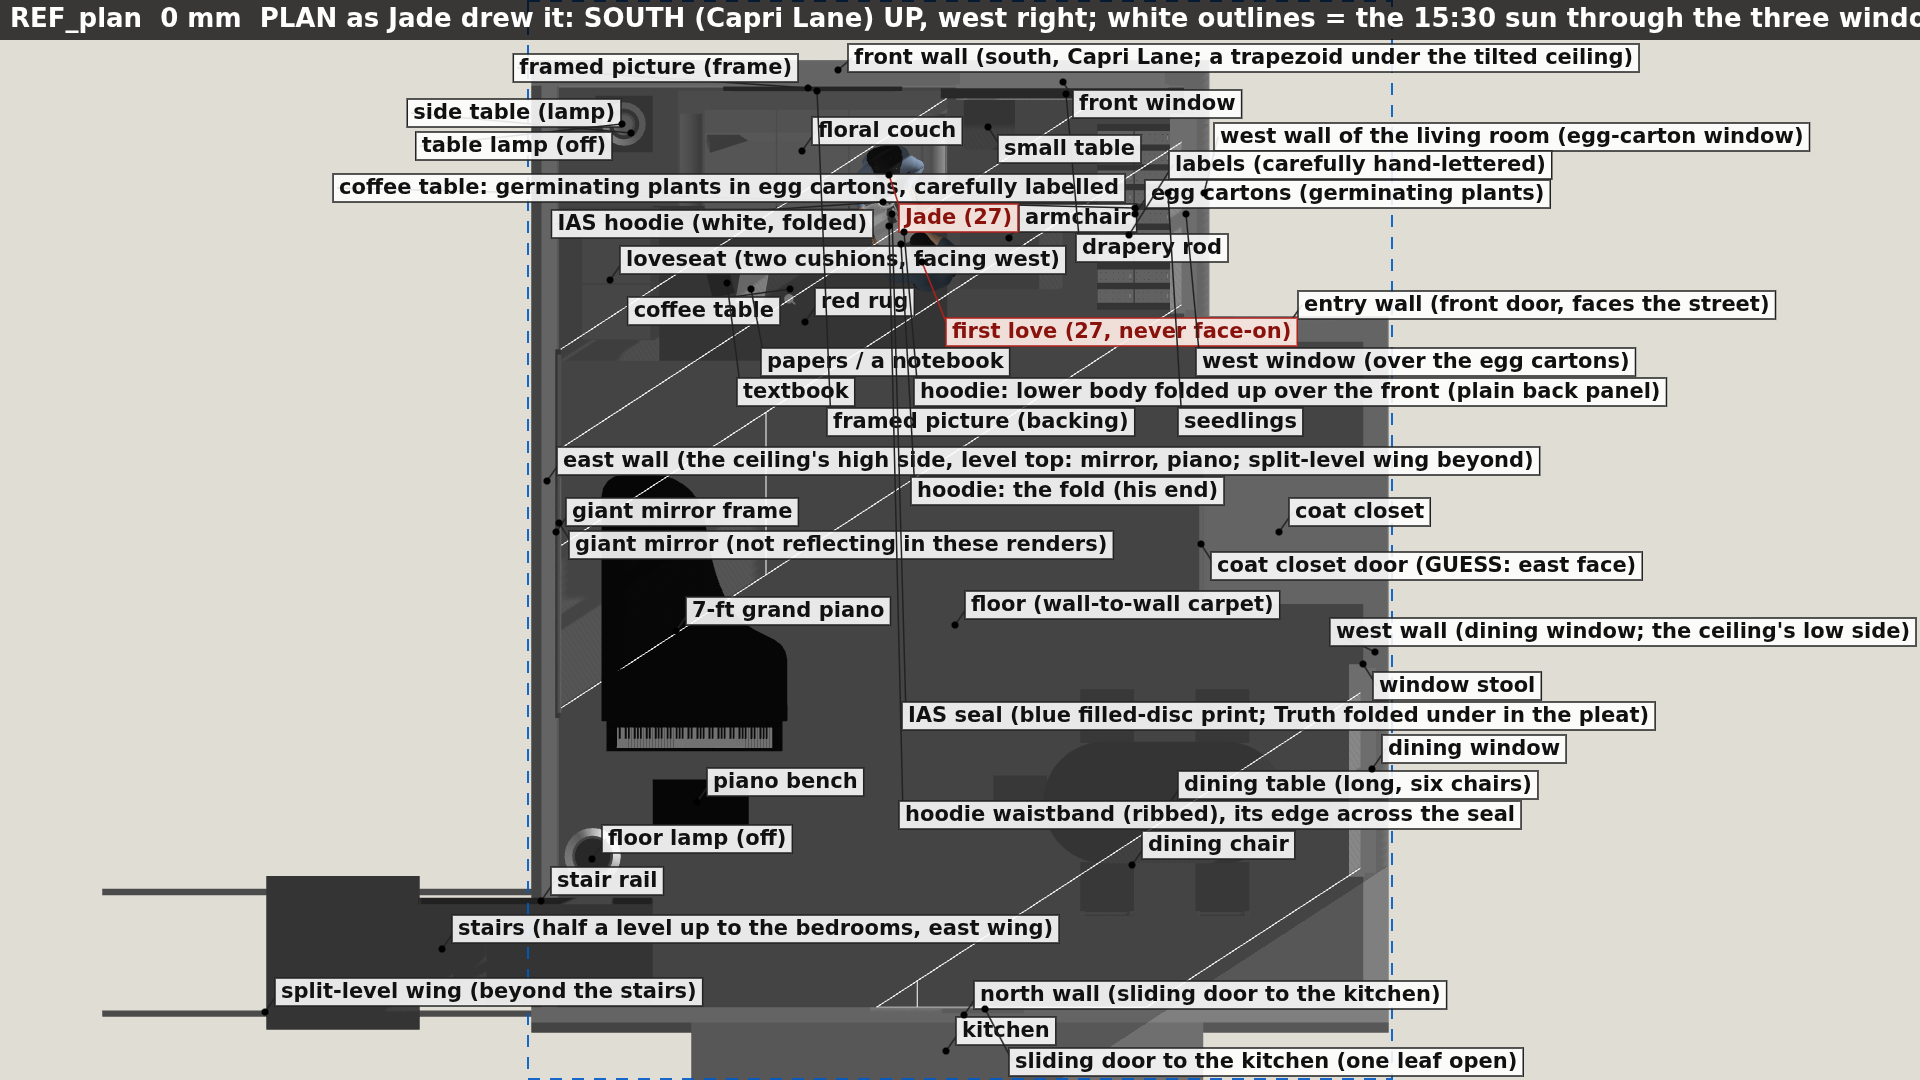 REF_plan  0 mm  PLAN as Jade drew it: SOUTH (Capri Lane) UP, west right; white outlines = the 15:30 sun through the three windo
front wall (south, Capri Lane; a trapezoid under the tilted ceiling)
framed picture (frame)
front window
side table (lamp)
floral couch
west wall of the living room (egg-carton window)
table lamp (off)
small table
labels (carefully hand-lettered)
coffee table: germinating plants in egg cartons, carefully labelled
egg cartons (germinating plants)
IAS hoodie (white, folded)
Jade (27)
armchair
drapery rod
loveseat (two cushions, facing west)
coffee table
red rug
entry wall (front door, faces the street)
first love (27, never face-on)
papers / a notebook
west window (over the egg cartons)
textbook
hoodie: lower body folded up over the front (plain back panel)
framed picture (backing)
seedlings
east wall (the ceiling's high side, level top: mirror, piano; split-level wing beyond)
hoodie: the fold (his end)
giant mirror frame
coat closet
giant mirror (not reflecting in these renders)
coat closet door (GUESS: east face)
7-ft grand piano
floor (wall-to-wall carpet)
west wall (dining window; the ceiling's low side)
window stool
IAS seal (blue filled-disc print; Truth folded under in the pleat)
dining window
piano bench
dining table (long, six chairs)
hoodie waistband (ribbed), its edge across the seal
floor lamp (off)
dining chair
stair rail
stairs (half a level up to the bedrooms, east wing)
split-level wing (beyond the stairs)
north wall (sliding door to the kitchen)
kitchen
sliding door to the kitchen (one leaf open)